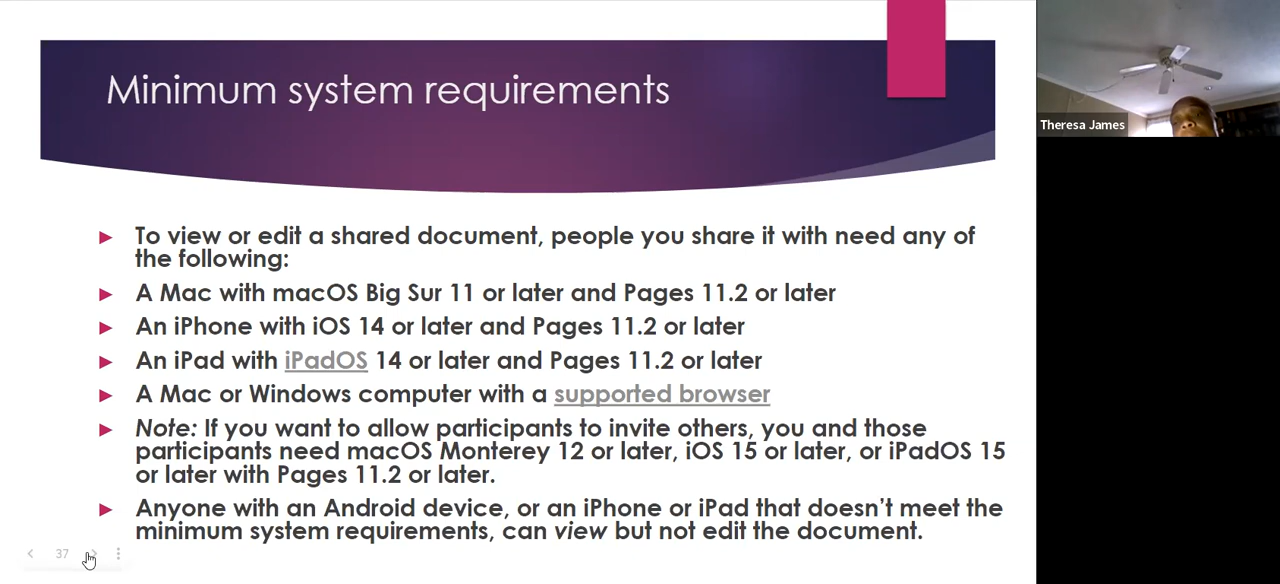 Minimum system requirements
To view or edit a shared document, people you share it with need any of
the following:
A Mac with macOS Big Sur 11 or later and Pages 11.2 or later
An iPhone with iOS 14 or later and Pages 11.2 or later
An iPad with iPadOS 14 or later and Pages 11.2 or later
A Mac or Windows computer with a supported browser
Note: If you want to allow participants to invite others, you and those
participants need macOS Monterey 12 or later, iOS 15 or later, or iPadOS 15
or later with Pages 11.2 or later.
Anyone with an Android device, or an iPhone or iPad that doesn’t meet the
minimum system requirements, can view but not edit the document.
37
Theresa James